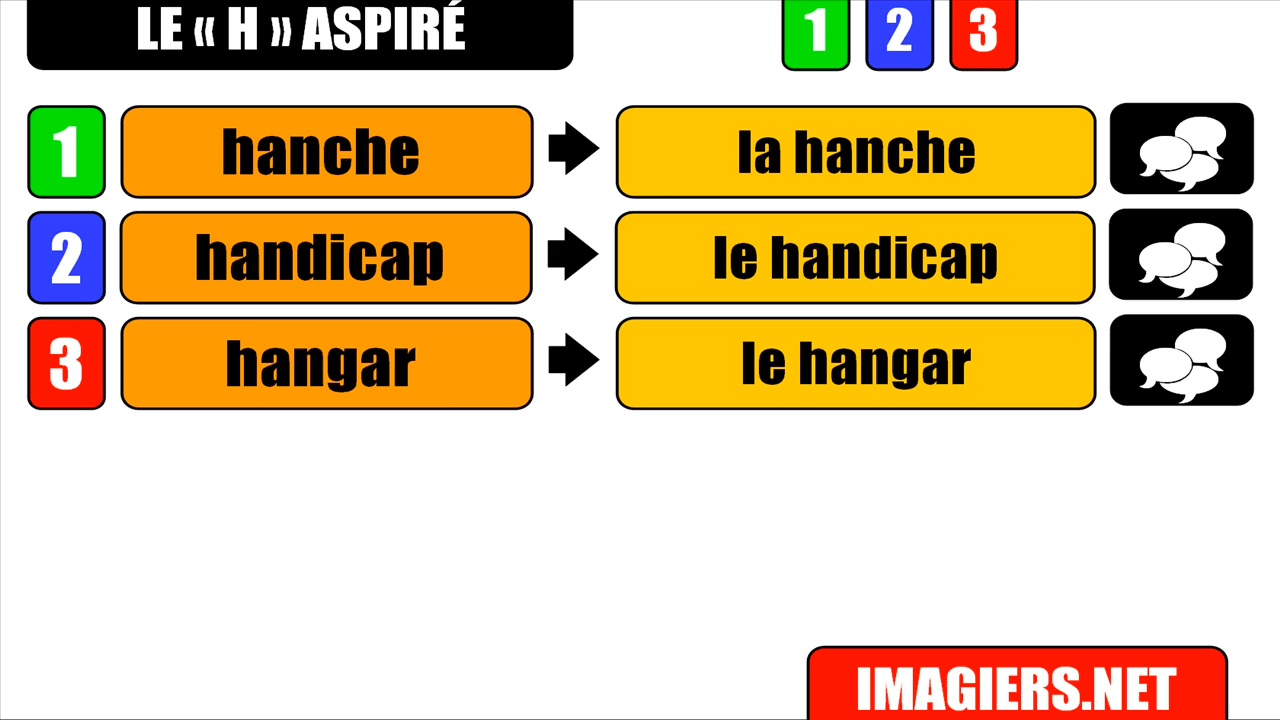 LE « H » ASPIRÉ
1 2 3
1 hanche la hanche
2 handicap le handicap
3 hangar le hangar
IMAGIERS.NET